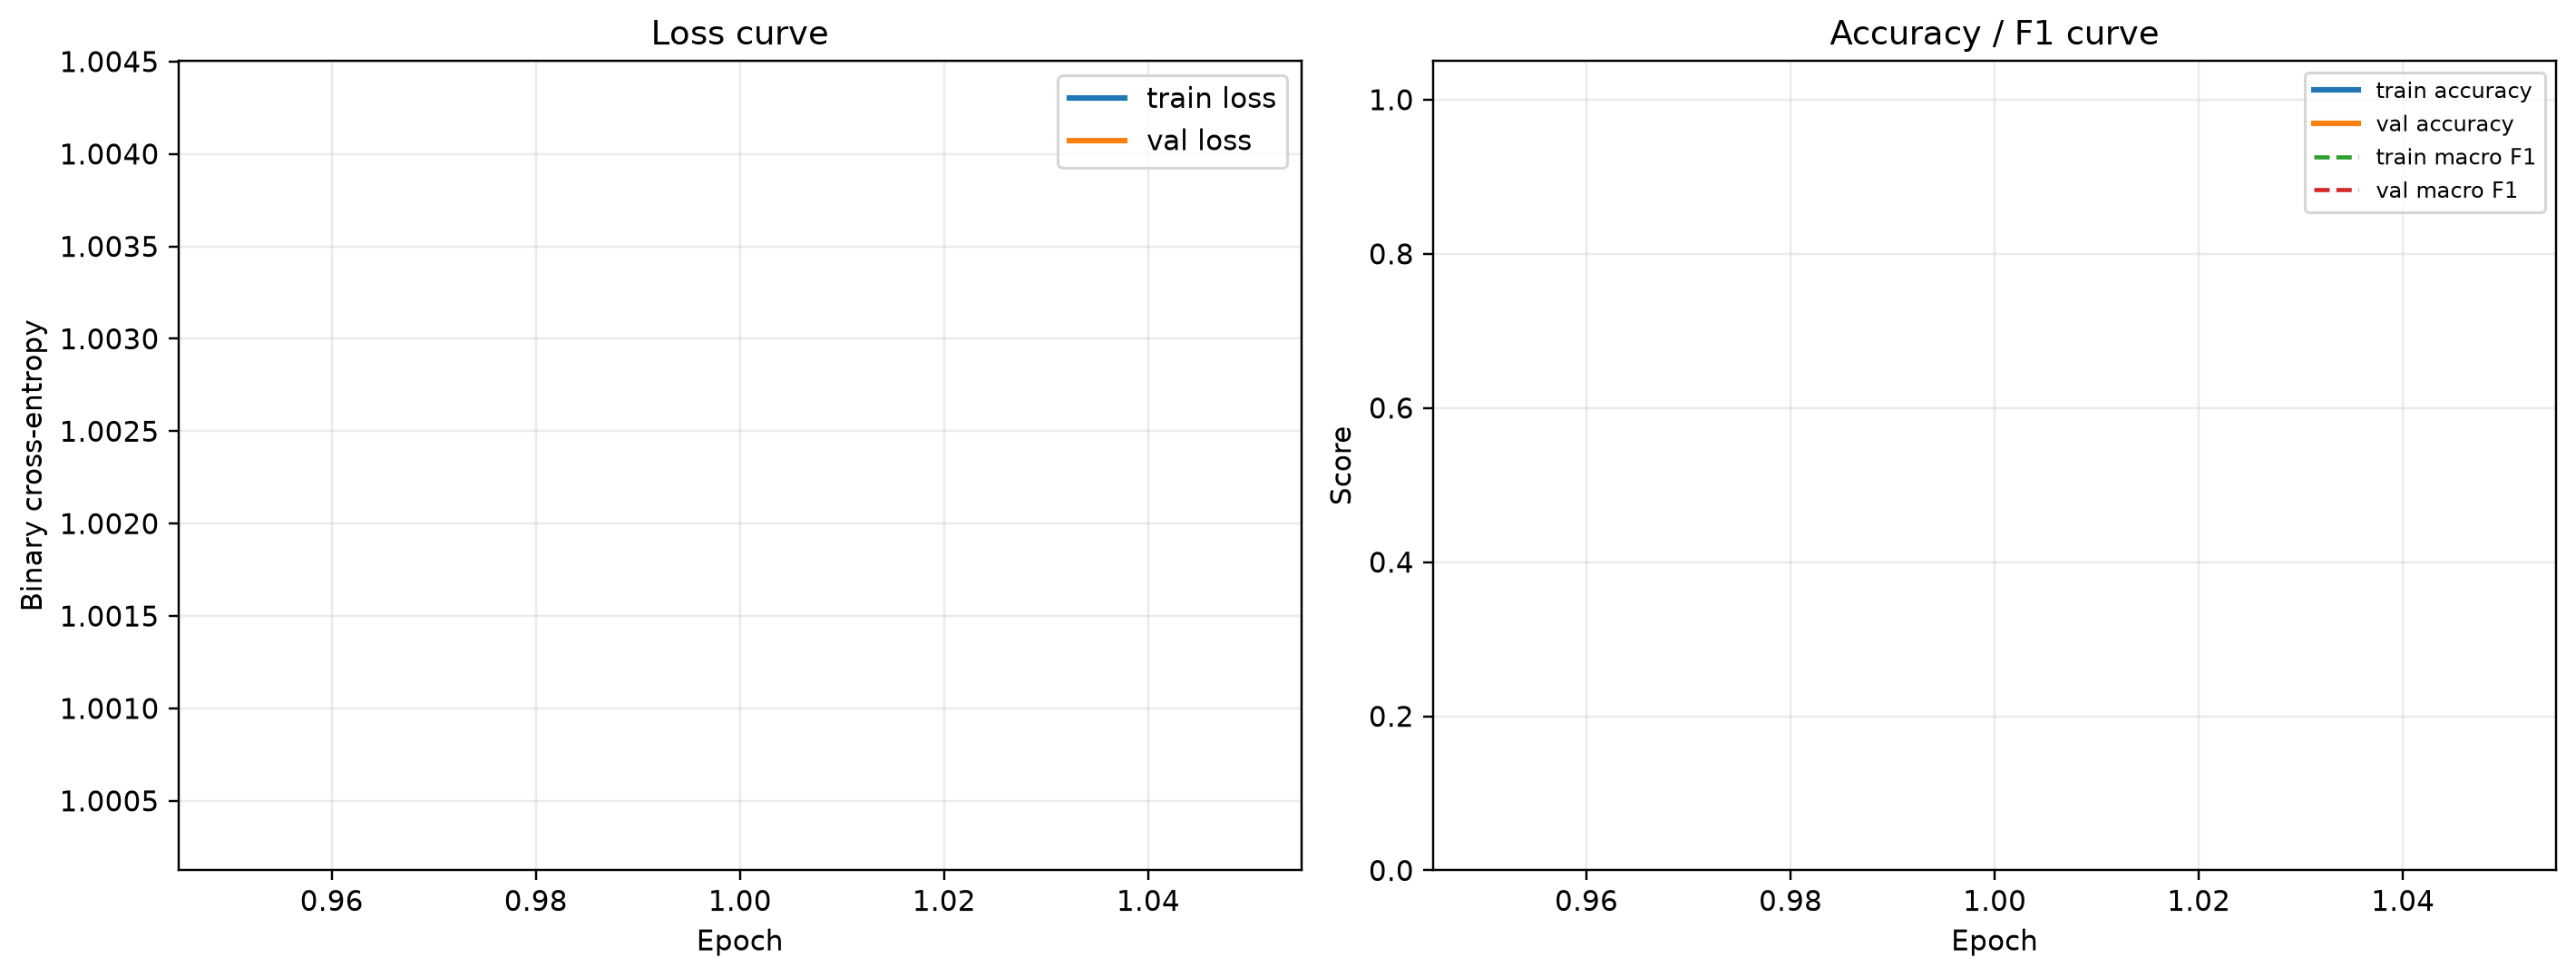 Loss curve
1.0045
1.0040
1.0035
1.0030
1.0025
1.0020
1.0015
1.0010
1.0005
Binary cross-entropy
train loss
val loss
0.96 0.98 1.00 1.02 1.04
Epoch
Accuracy / F1 curve
1.0
0.8
0.6
0.4
0.2
0.0
Score
train accuracy
val accuracy
train macro F1
val macro F1
0.96 0.98 1.00 1.02 1.04
Epoch